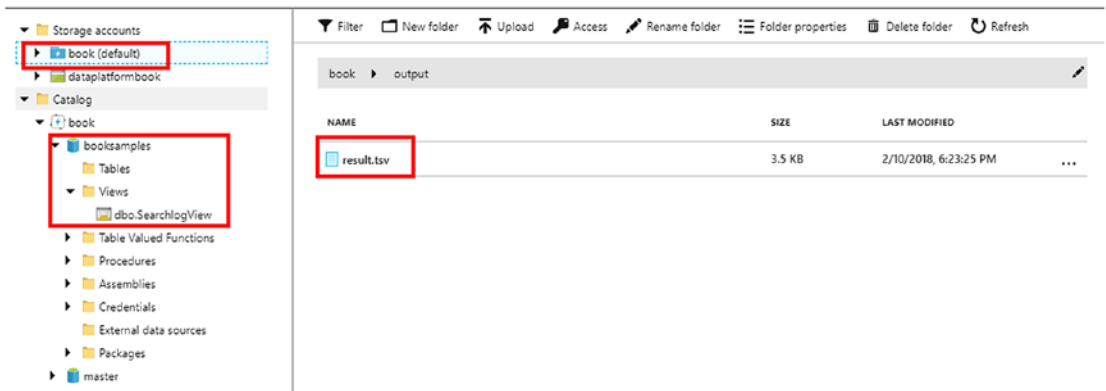 Storage accounts
book (default)
dataplatformbook
Catalog
book
booksamples
Tables
Views
dbo.SearchlogView
Table Valued Functions
Procedures
Assemblies
Credentials
External data sources
Packages
master
Filter New folder Upload Access Rename folder Folder properties Delete folder Refresh
book output
NAME SIZE LAST MODIFIED
result.tsv 3.5 KB 2/10/2018, 6:23:25 PM ...